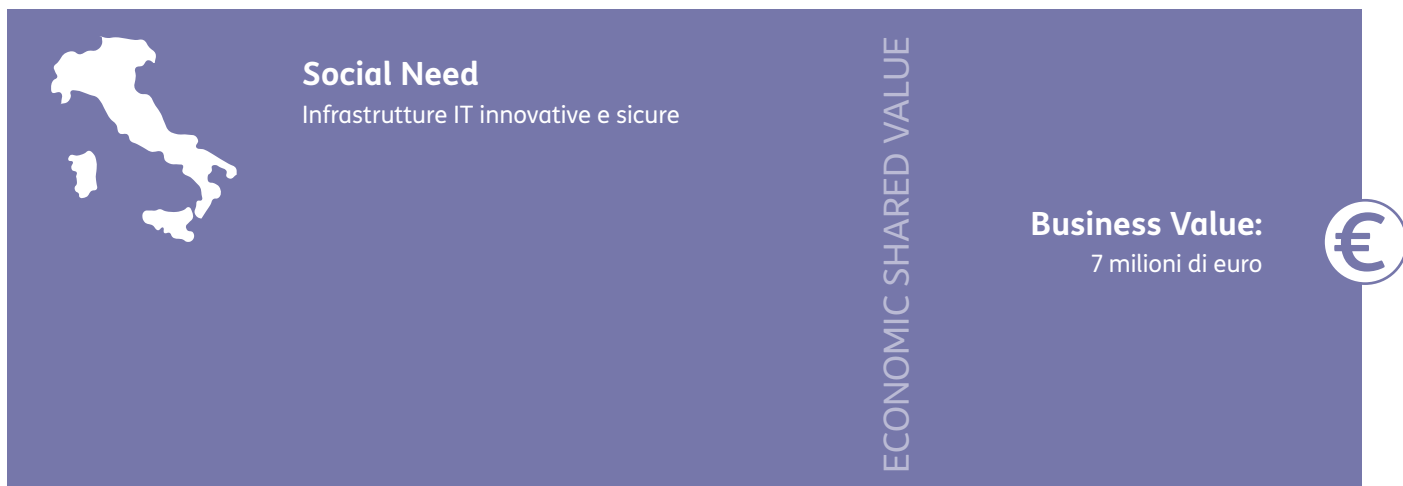 Social Need
Infrastrutture IT innovative e sicure
ECONOMIC SHARED VALUE
Business Value:
7 milioni di euro
€